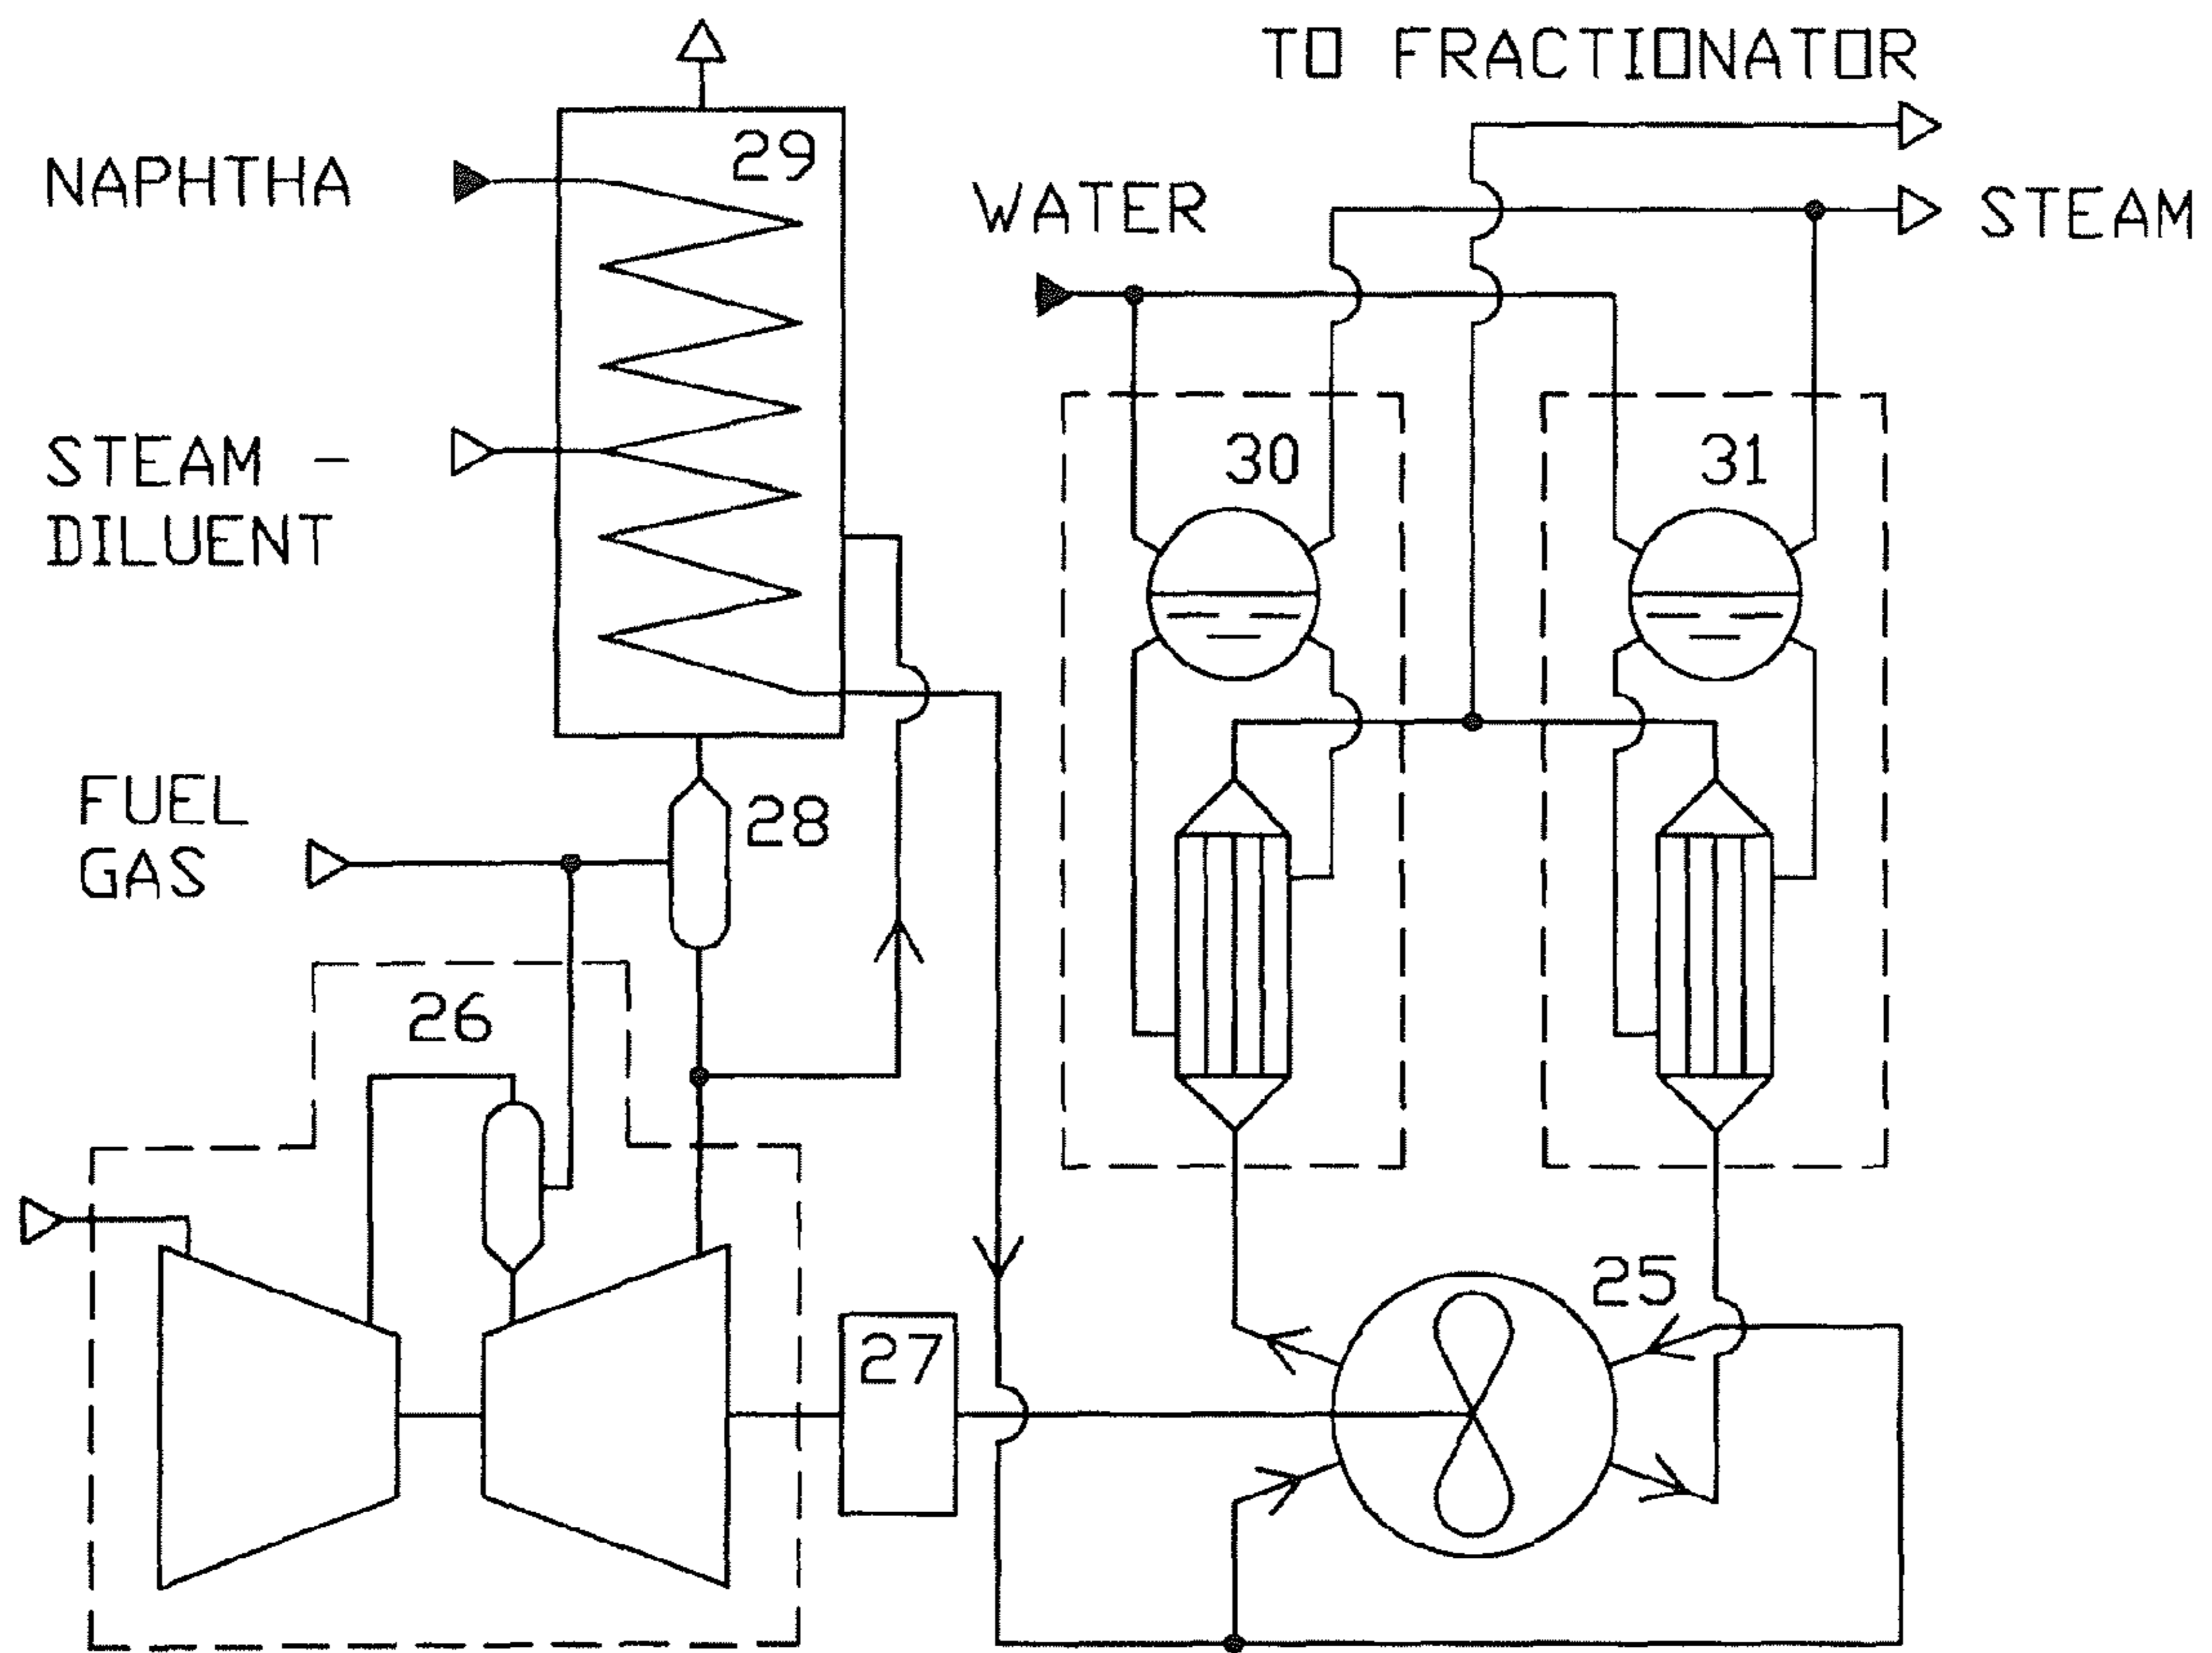 TO FRACTIONATOR
29
NAPHTHA
WATER
STEAM
STEAM -
DILUENT
30
31
FUEL
GAS
28
26
25
27